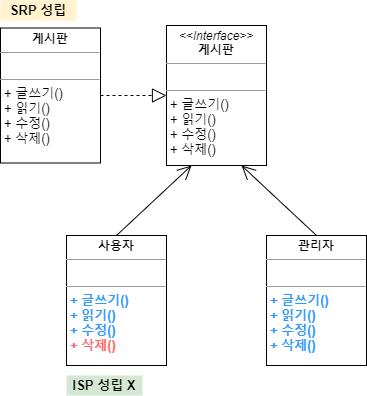 SRP 성립
게시판
+ 글쓰기()
+ 읽기()
+ 수정()
+ 삭제()
<<Interface>>
게시판
+ 글쓰기()
+ 읽기()
+ 수정()
+ 삭제()
사용자
+ 글쓰기()
+ 읽기()
+ 수정()
+ 삭제()
관리자
+ 글쓰기()
+ 읽기()
+ 수정()
+ 삭제()
ISP 성립 X